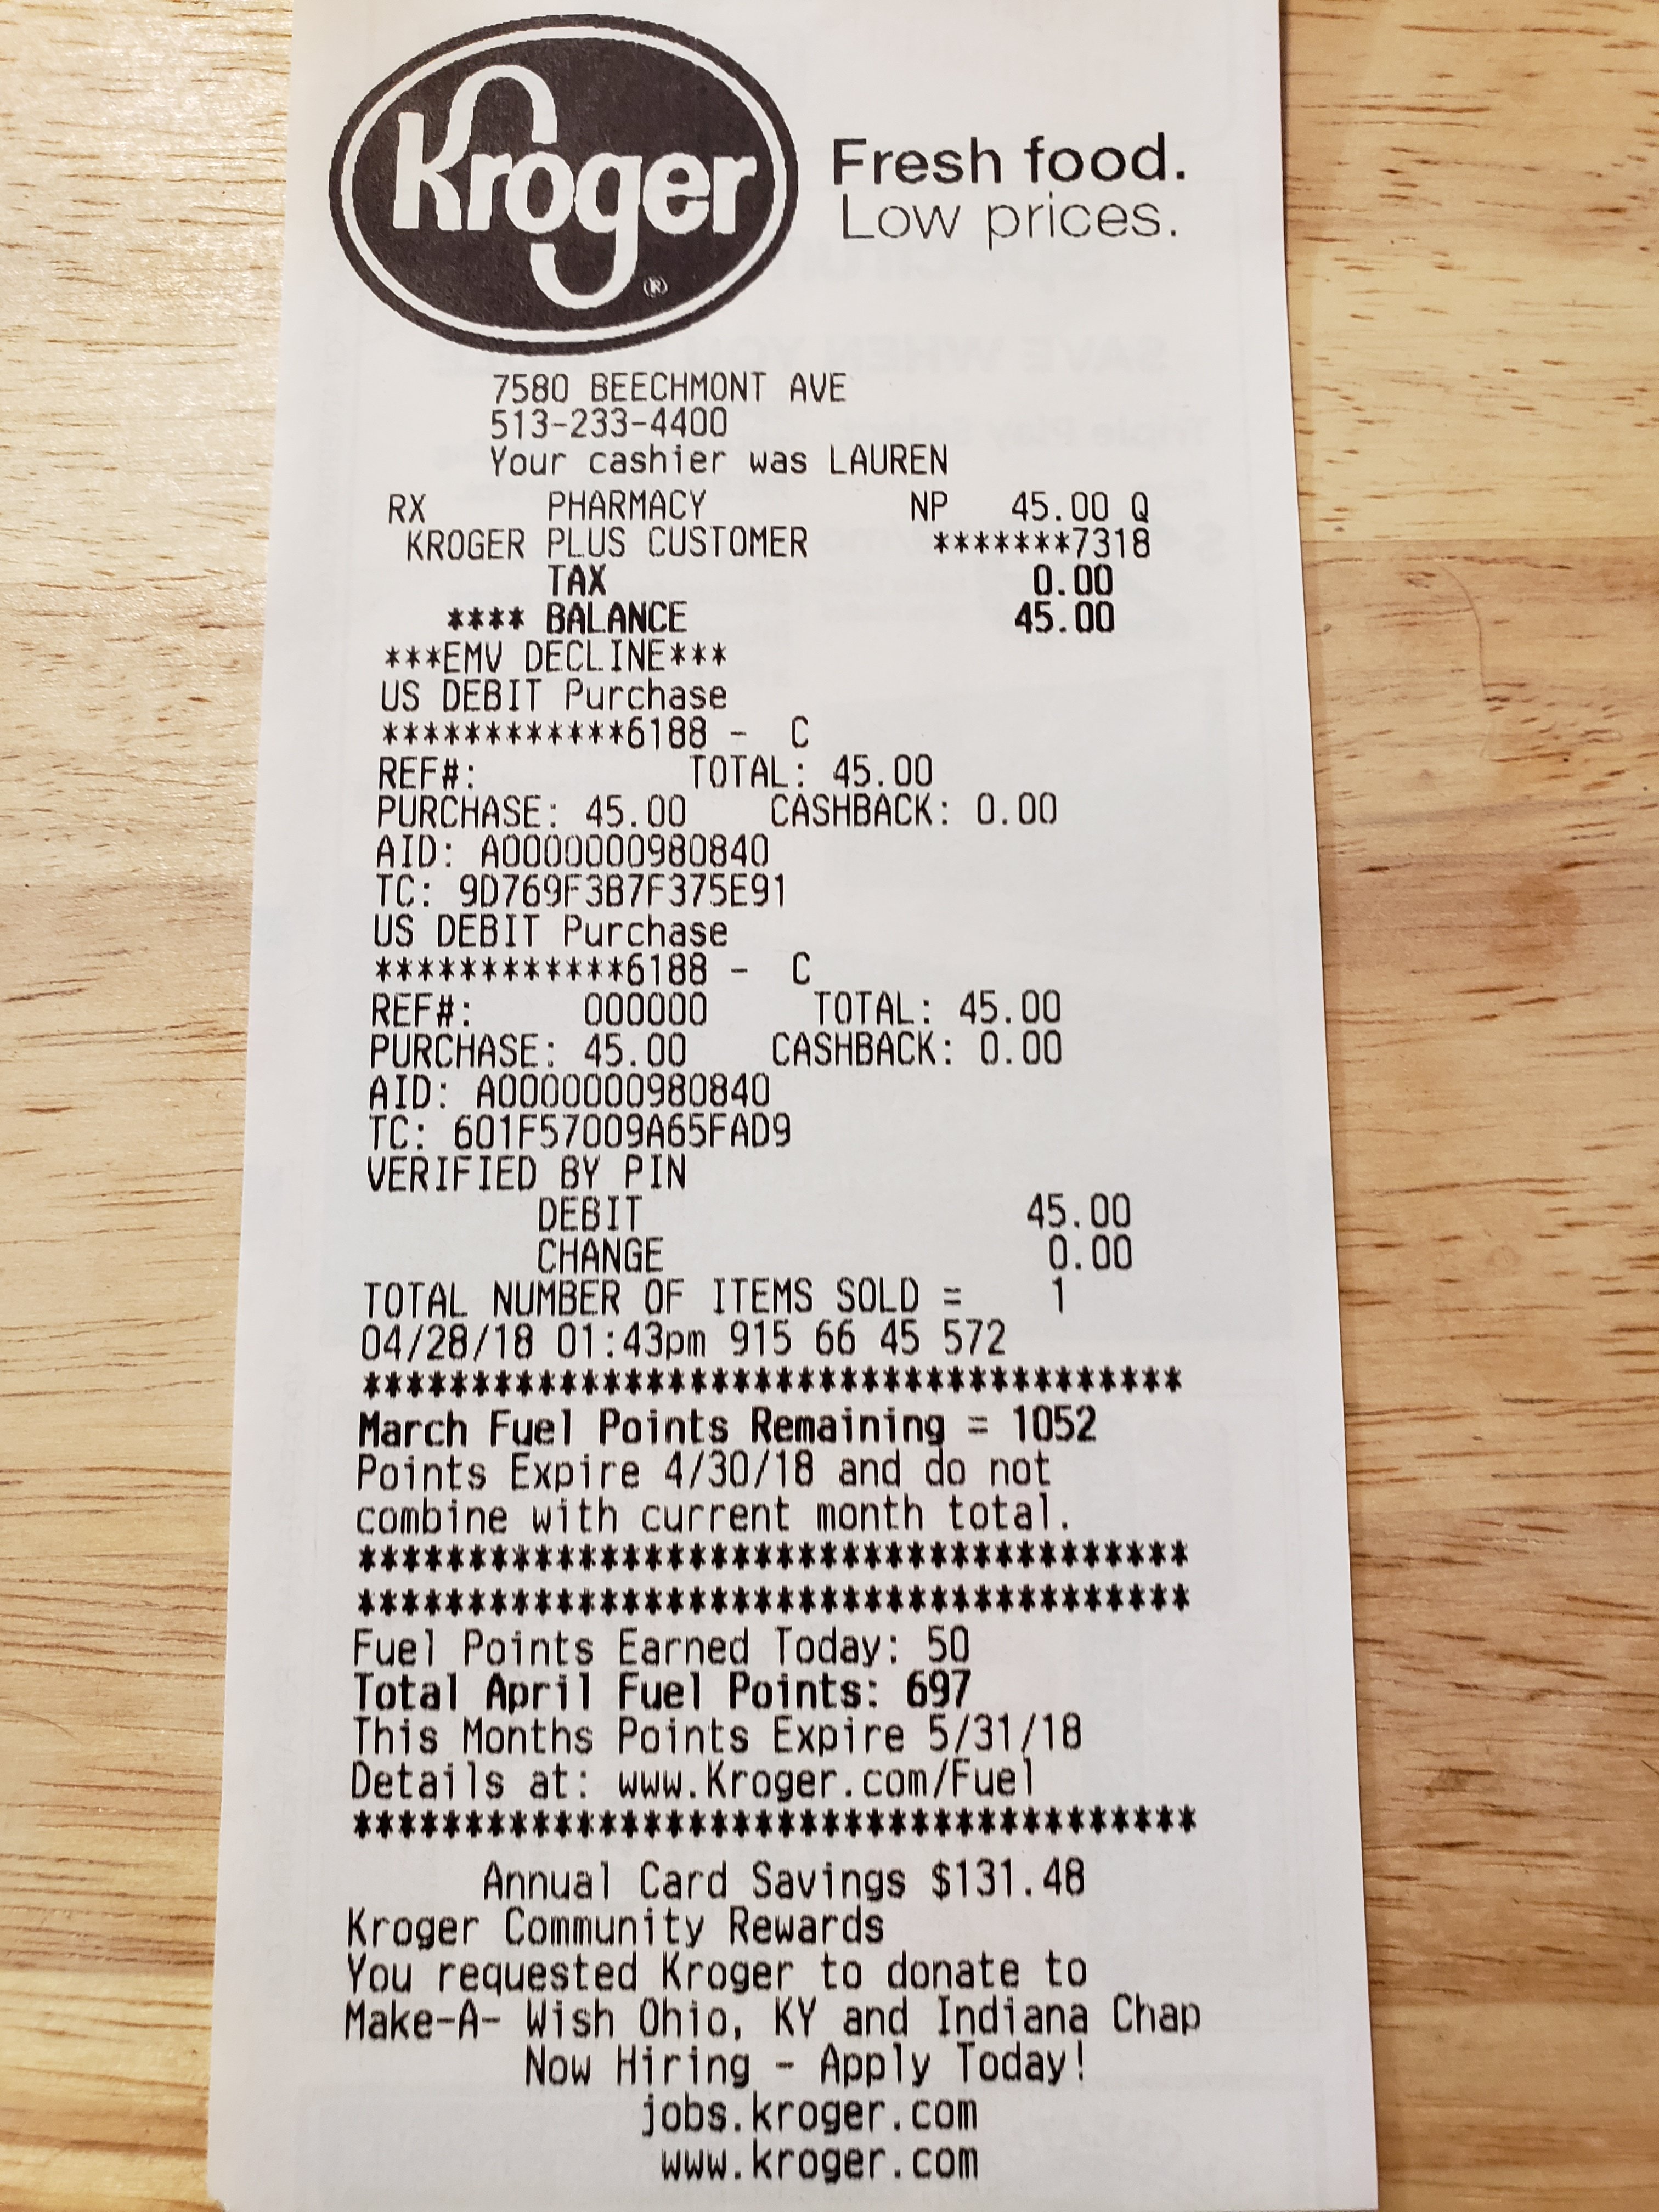 Kroger
®
Fresh food.
Low prices.
7580 BEECHMONT AVE
513-233-4400
Your cashier was LAUREN
RX PHARMACY NP 45.00 Q
KROGER PLUS CUSTOMER *******7318
TAX 0.00
**** BALANCE 45.00
***EMV DECLINE***
US DEBIT Purchase
************6188 - C
REF#: TOTAL: 45.00
PURCHASE: 45.00 CASHBACK: 0.00
AID: A0000000980840
TC: 9D769F3B7F375E91
US DEBIT Purchase
************6188 - C
REF#: 000000 TOTAL: 45.00
PURCHASE: 45.00 CASHBACK: 0.00
AID: A0000000980840
TC: 601F57009A65FAD9
VERIFIED BY PIN
DEBIT 45.00
CHANGE 0.00
TOTAL NUMBER OF ITEMS SOLD = 1
04/28/18 01:43pm 915 66 45 572
**************************************
March Fuel Points Remaining = 1052
Points Expire 4/30/18 and do not
combine with current month total.
**************************************
**************************************
Fuel Points Earned Today: 50
Total April Fuel Points: 697
This Months Points Expire 5/31/18
Details at: www.Kroger.com/Fuel
**************************************
Annual Card Savings $131.48
Kroger Community Rewards
You requested Kroger to donate to
Make-A- Wish Ohio, KY and Indiana Chap
Now Hiring - Apply Today!
jobs.kroger.com
www.kroger.com